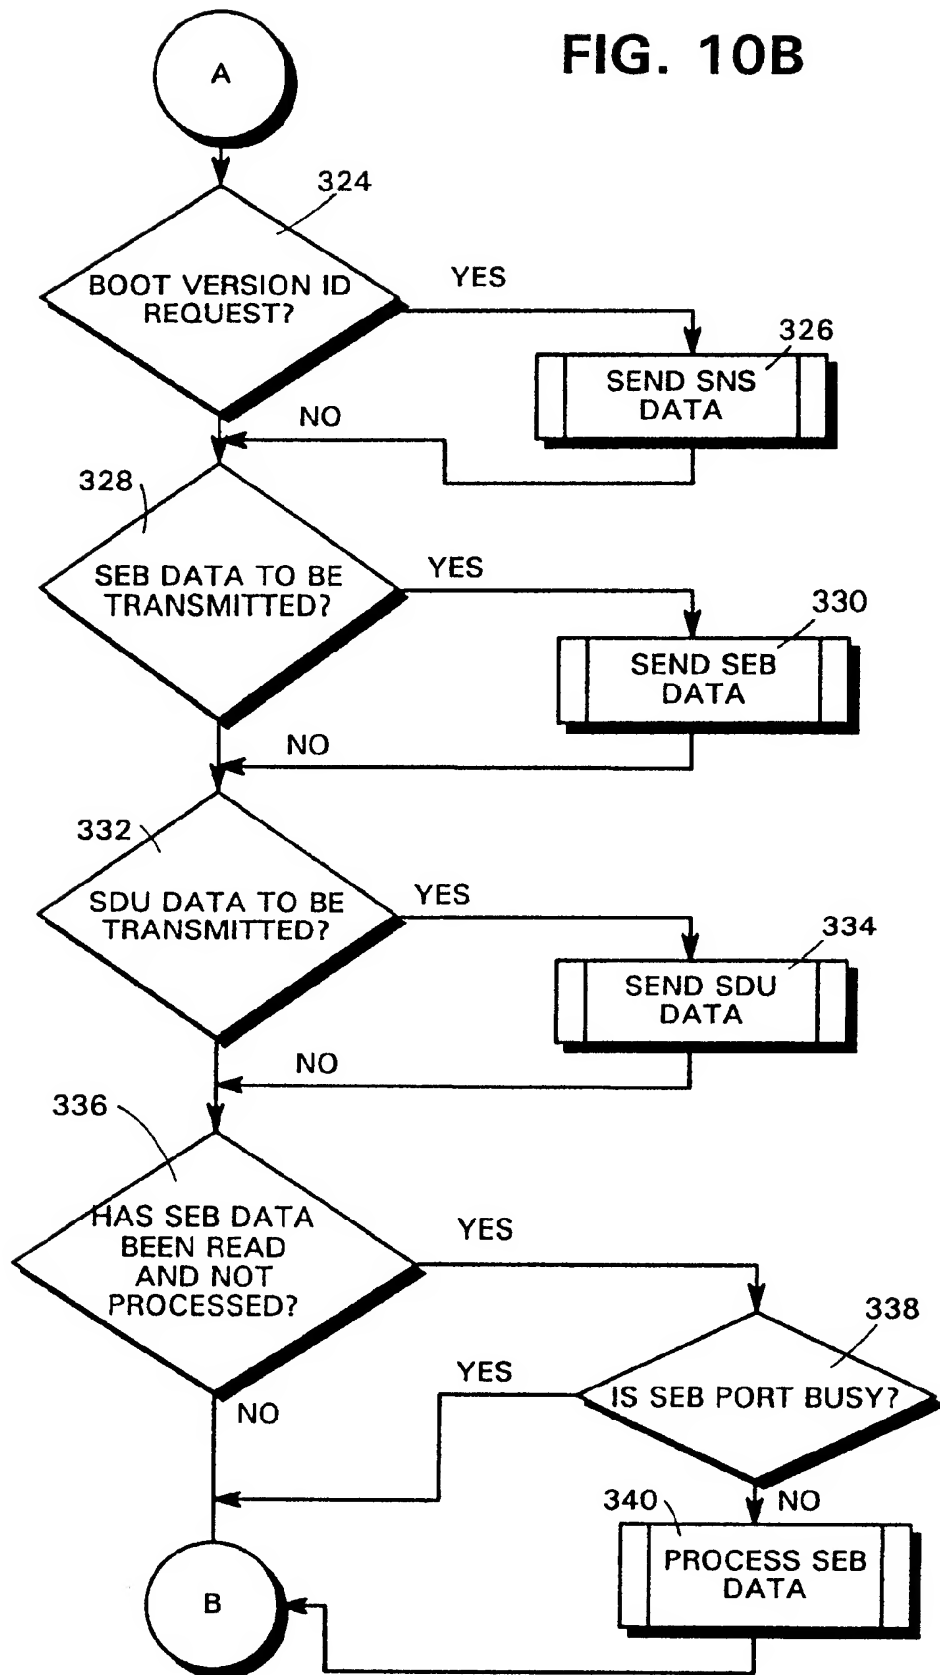 FIG. 10B
A
324
BOOT VERSION ID
REQUEST?
YES
326
SEND SNS
DATA
NO
328
SEB DATA TO BE
TRANSMITTED?
YES
330
SEND SEB
DATA
NO
332
SDU DATA TO BE
TRANSMITTED?
YES
334
SEND SDU
DATA
NO
336
HAS SEB DATA
BEEN READ
AND NOT
PROCESSED?
YES
338
IS SEB PORT BUSY?
YES
NO
NO
340
PROCESS SEB
DATA
B